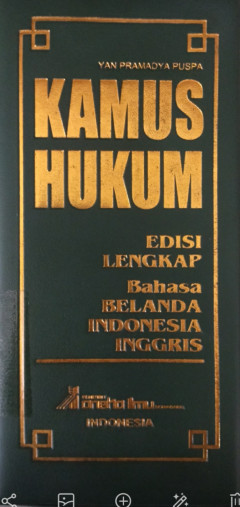 YAN PRAMADYA PUSPA
KAMUS
HUKUM
EDISI
LENGKAP
Bahasa
BELANDA
INDONESIA
INGGRIS
aneka ilmu
INDONESIA